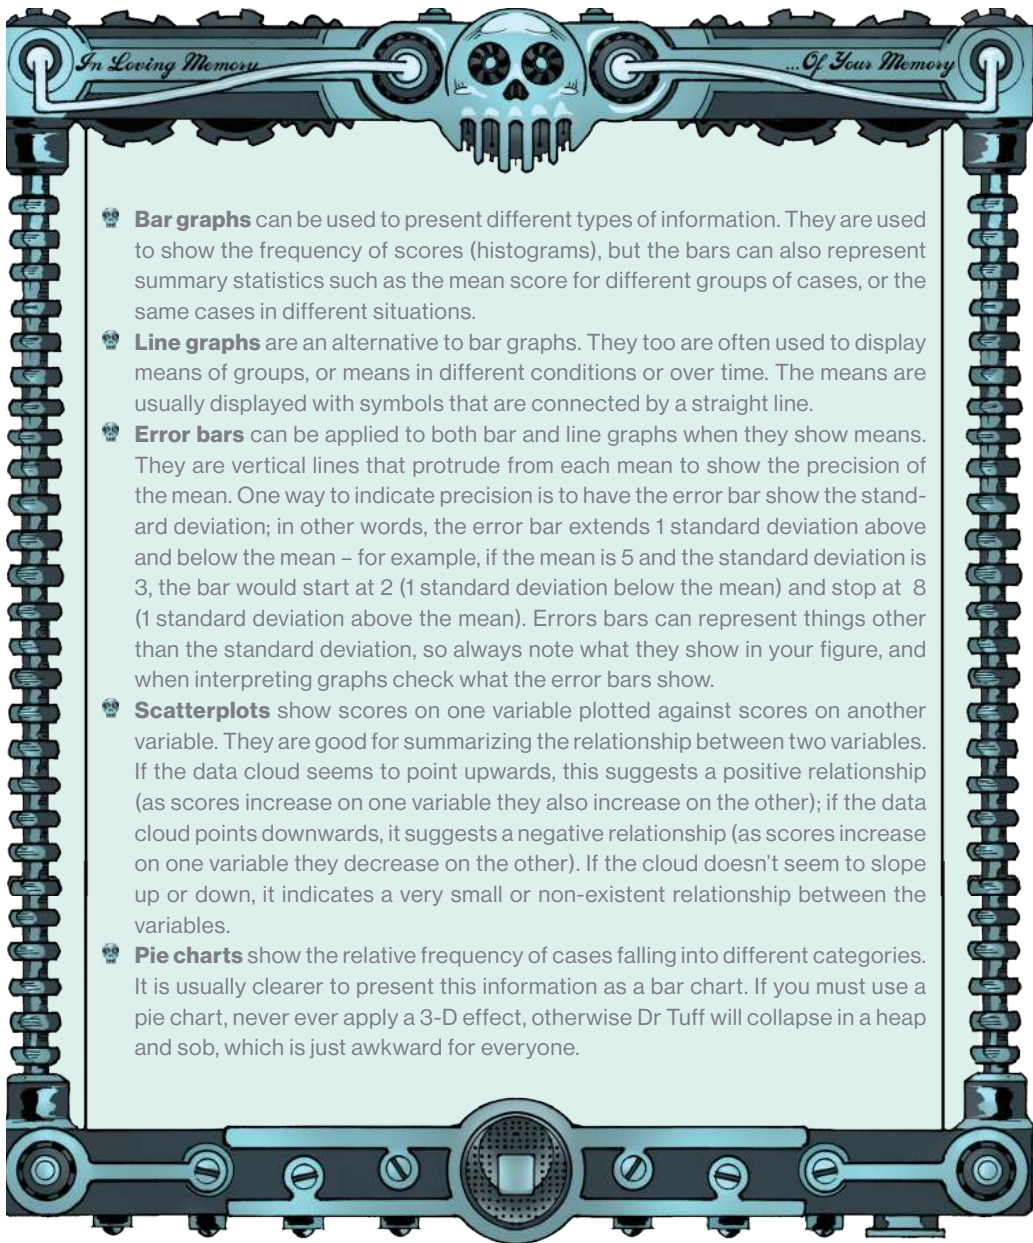 In Loving Memory
...Of Your Memory
Bar graphs can be used to present different types of information. They are used
to show the frequency of scores (histograms), but the bars can also represent
summary statistics such as the mean score for different groups of cases, or the
same cases in different situations.
Line graphs are an alternative to bar graphs. They too are often used to display
means of groups, or means in different conditions or over time. The means are
usually displayed with symbols that are connected by a straight line.
Error bars can be applied to both bar and line graphs when they show means.
They are vertical lines that protrude from each mean to show the precision of
the mean. One way to indicate precision is to have the error bar show the stand-
ard deviation; in other words, the error bar extends 1 standard deviation above
and below the mean – for example, if the mean is 5 and the standard deviation is
3, the bar would start at 2 (1 standard deviation below the mean) and stop at 8
(1 standard deviation above the mean). Errors bars can represent things other
than the standard deviation, so always note what they show in your figure, and
when interpreting graphs check what the error bars show.
Scatterplots show scores on one variable plotted against scores on another
variable. They are good for summarizing the relationship between two variables.
If the data cloud seems to point upwards, this suggests a positive relationship
(as scores increase on one variable they also increase on the other); if the data
cloud points downwards, it suggests a negative relationship (as scores increase
on one variable they decrease on the other). If the cloud doesn't seem to slope
up or down, it indicates a very small or non-existent relationship between the
variables.
Pie charts show the relative frequency of cases falling into different categories.
It is usually clearer to present this information as a bar chart. If you must use a
pie chart, never ever apply a 3-D effect, otherwise Dr Tuff will collapse in a heap
and sob, which is just awkward for everyone.